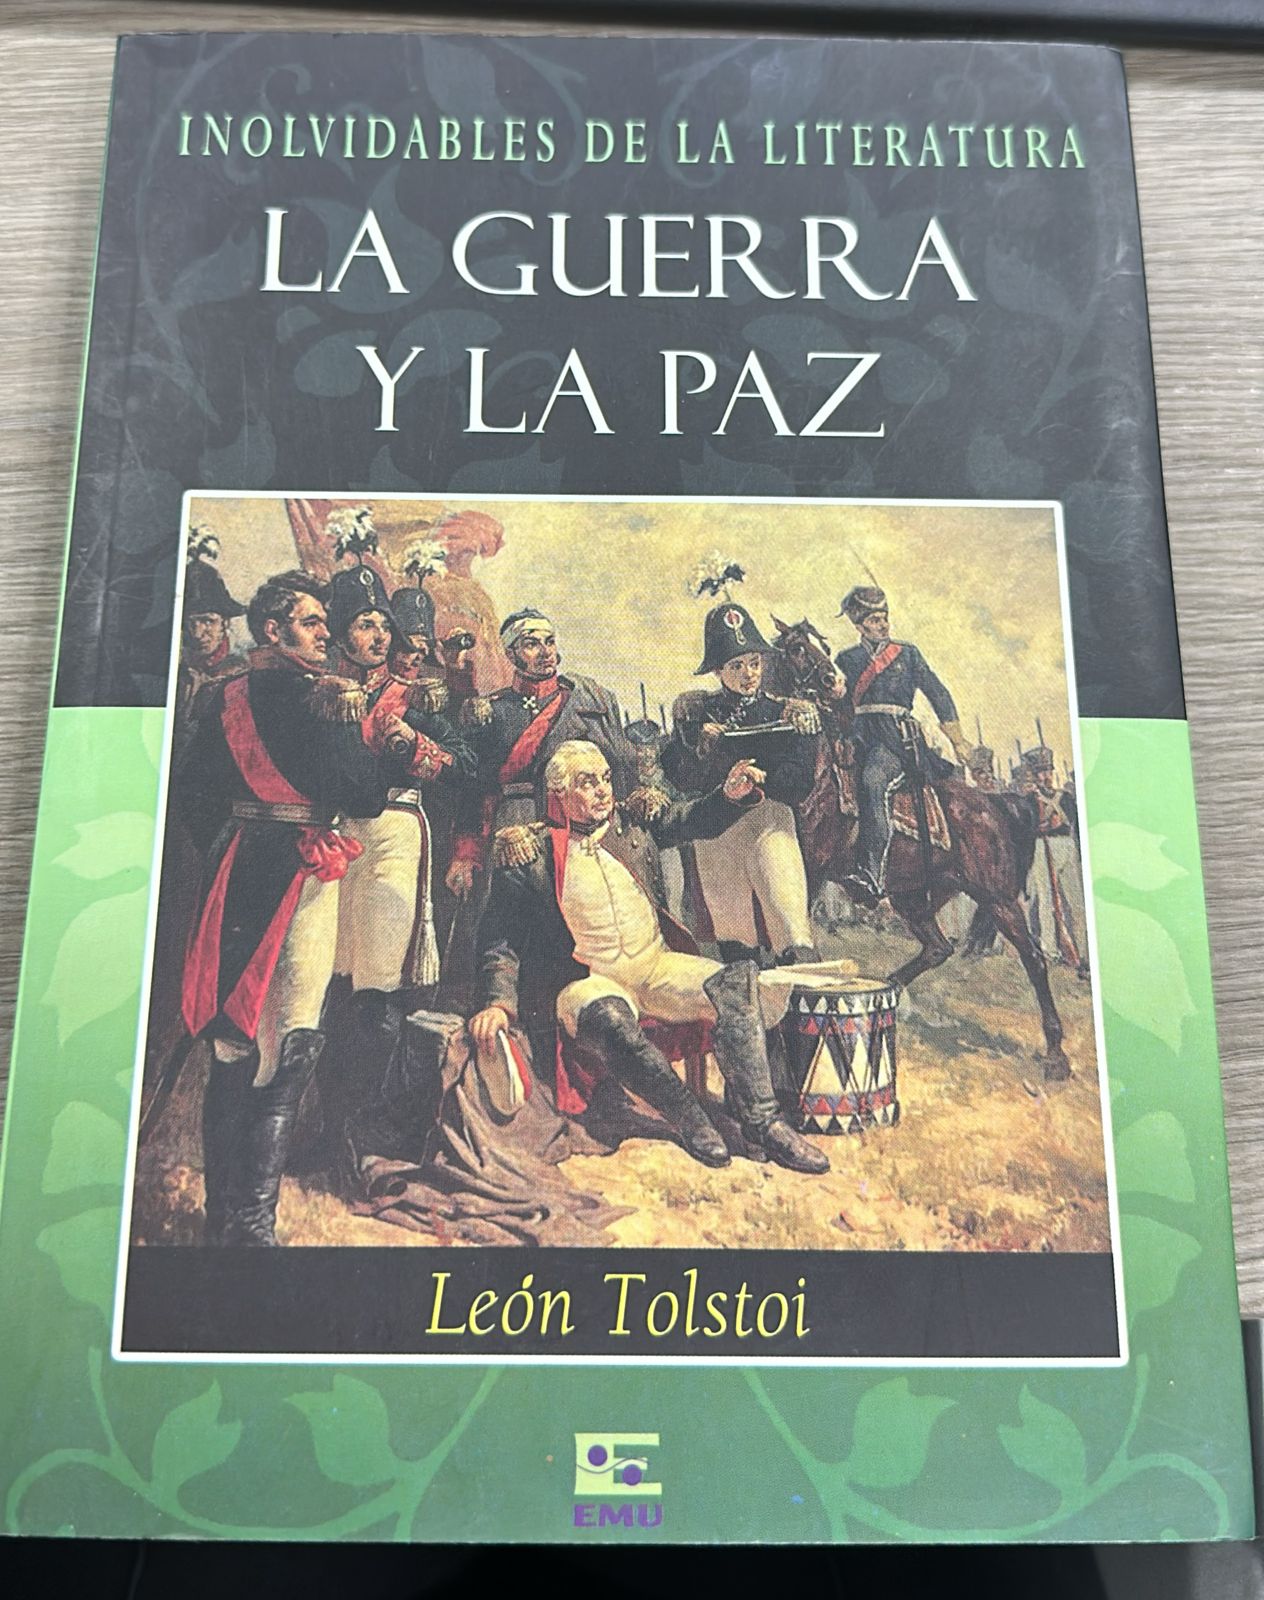 INOLVIDABLES DE LA LITERATURA
LA GUERRA
Y LA PAZ
León Tolstoi
EMU